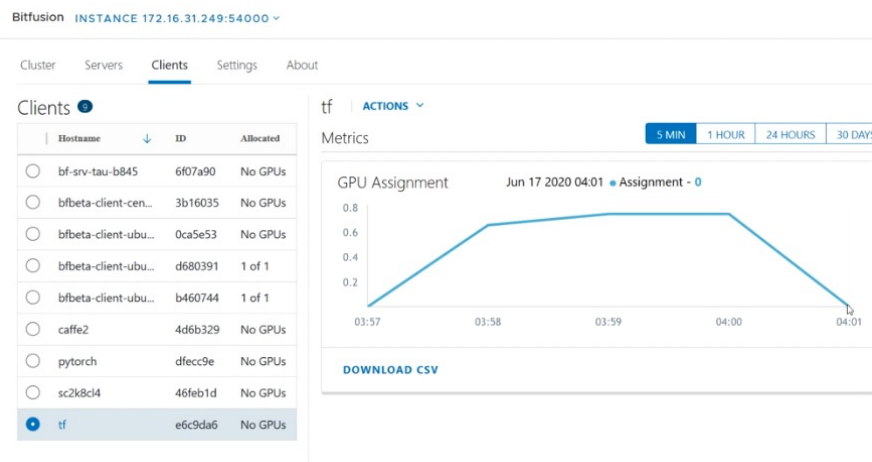 Bitfusion INSTANCE 172.16.31.249:54000
Cluster Servers Clients Settings About
Clients 9
Hostname ID Allocated
bf-srv-tau-b845 6f07a90 No GPUs
bfbeta-client-cen... 3b16035 No GPUs
bfbeta-client-ubu... 0ca5e53 No GPUs
bfbeta-client-ubu... d680391 1 of 1
bfbeta-client-ubu... b460744 1 of 1
caffe2 4d6b329 No GPUs
pytorch dfecc9e No GPUs
sc2k8cl4 46feb1d No GPUs
tf e6c9da6 No GPUs
tf ACTIONS
Metrics 5 MIN 1 HOUR 24 HOURS 30 DAYS
GPU Assignment Jun 17 2020 04:01 Assignment - 0
0.8
0.6
0.4
0.2
03:57 03:58 03:59 04:00 04:01
DOWNLOAD CSV